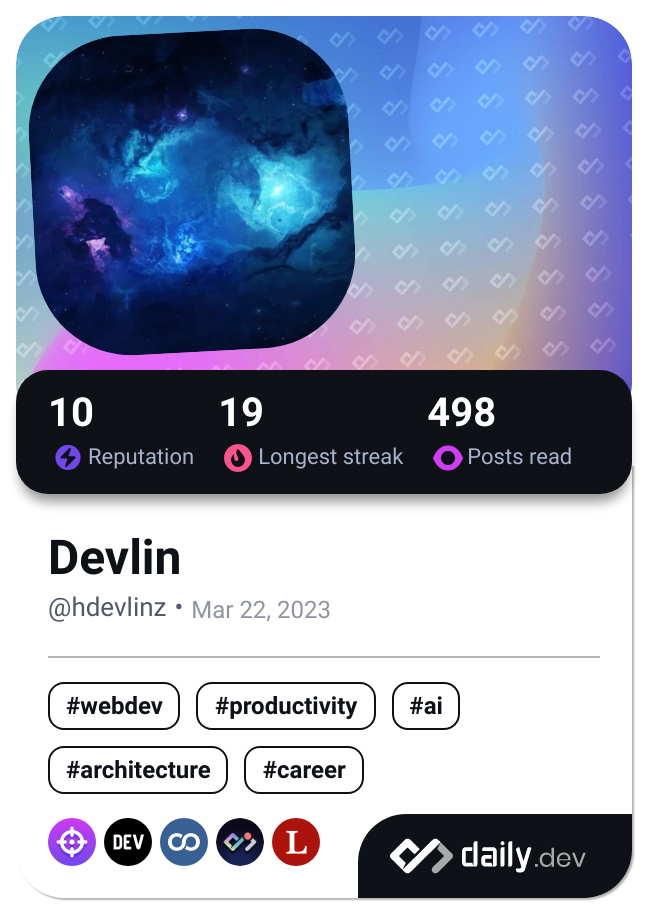 10 19 498
Reputation Longest streak Posts read
Devlin
@hdevlinz • Mar 22, 2023
#webdev #productivity #ai
#architecture #career
DEV L
daily.dev